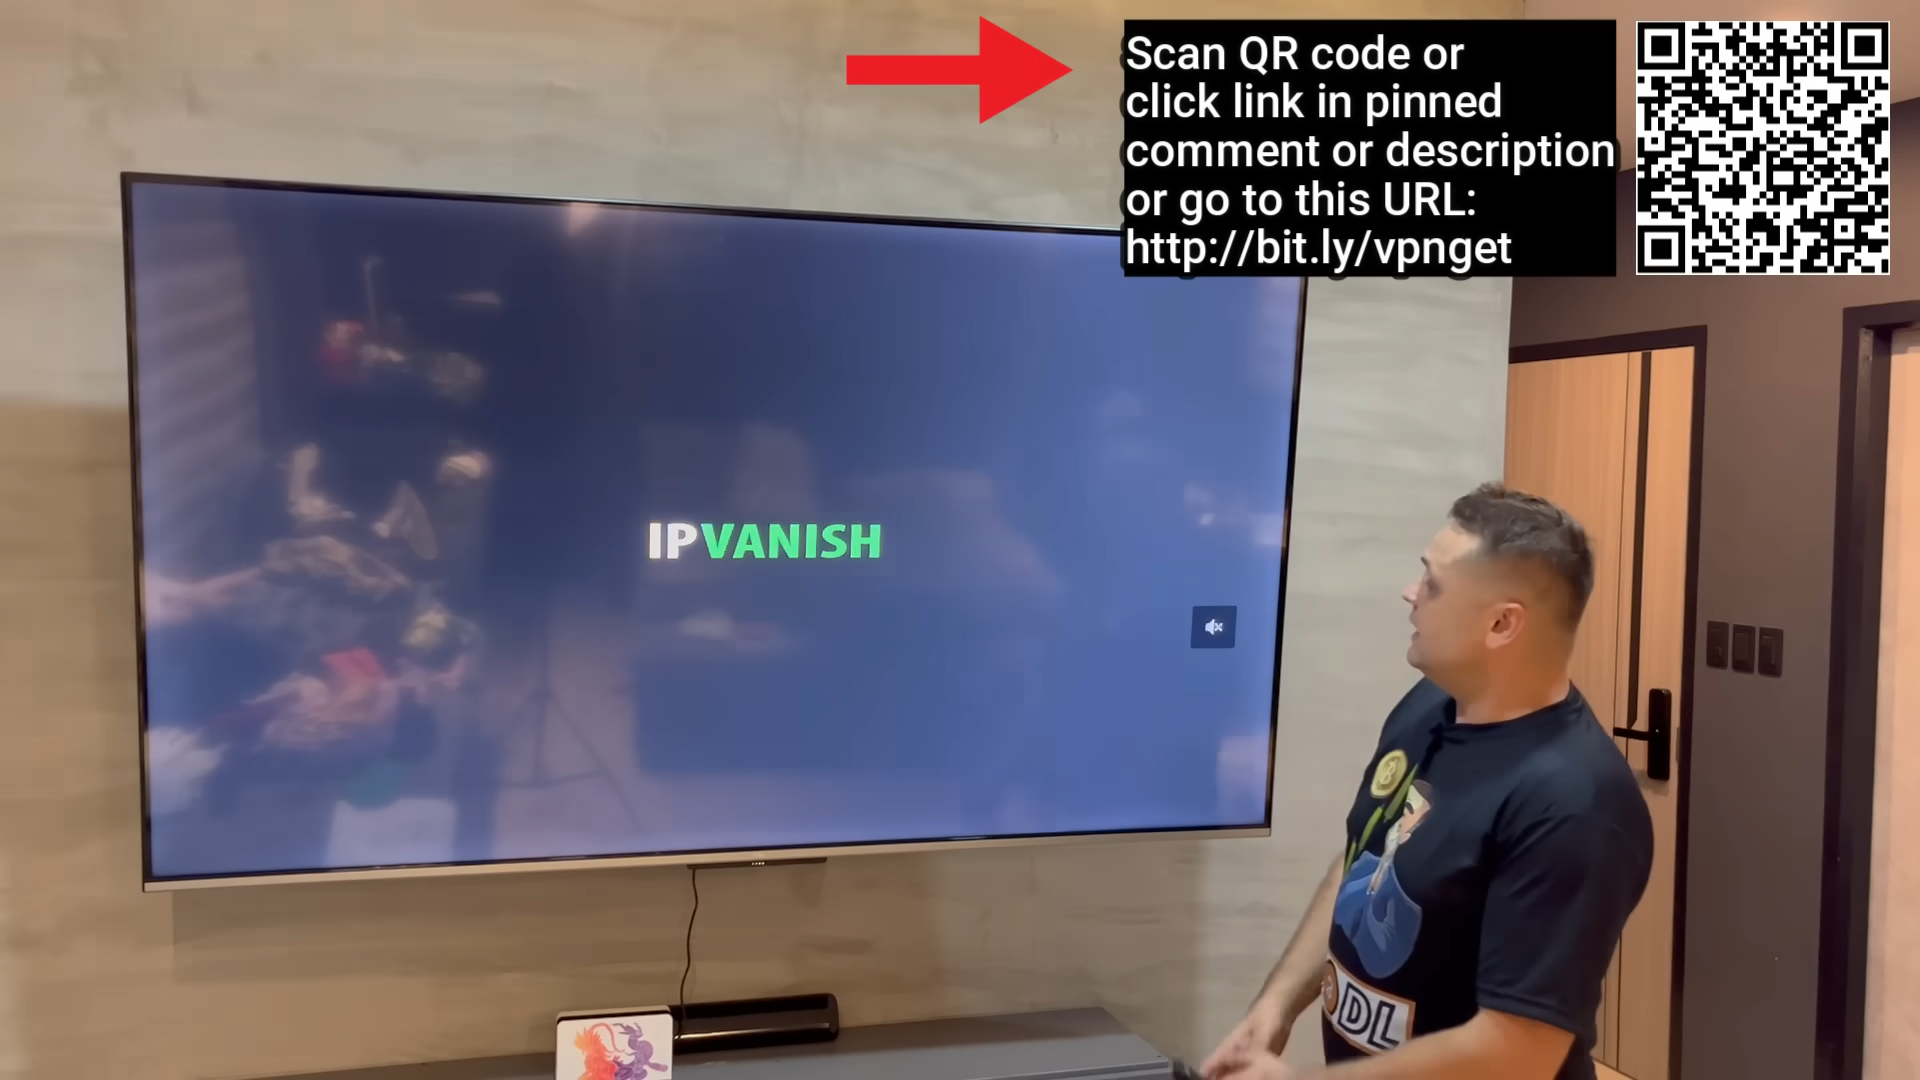 Scan QR code or
click link in pinned
comment or description
or go to this URL:
http://bit.ly/vpnget
IPVANISH
DL